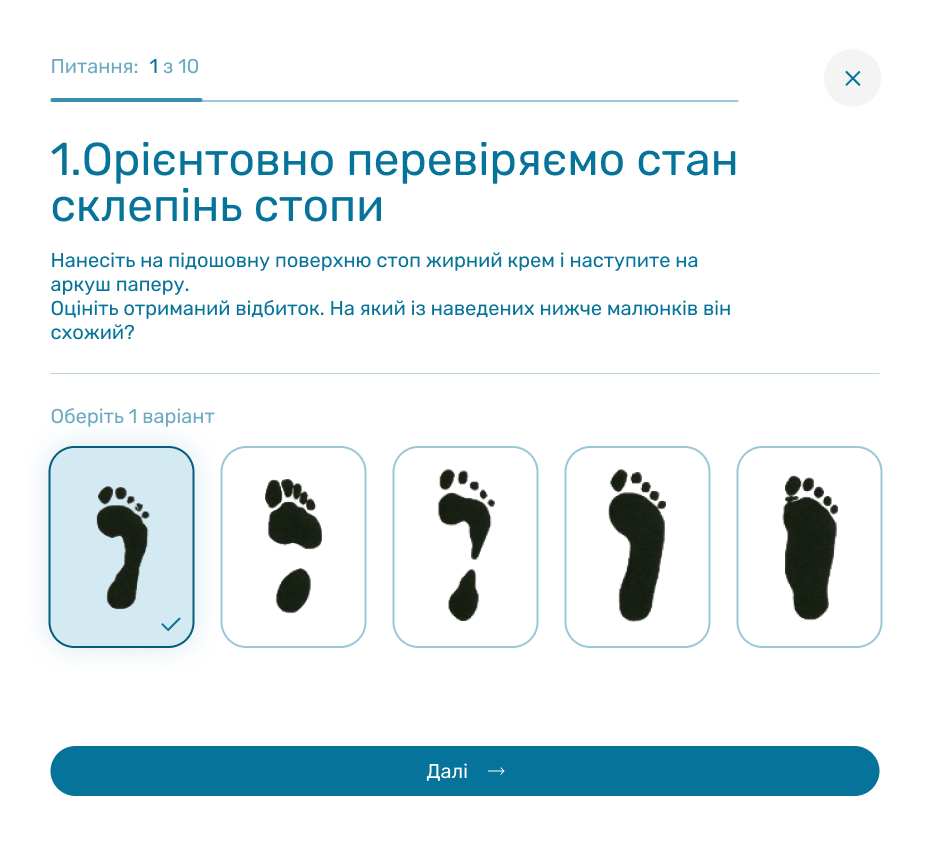 Питання: 1 з 10
1.Орієнтовно перевіряємо стан
склепінь стопи
Нанесіть на підошовну поверхню стоп жирний крем і наступите на
аркуш паперу.
Оцініть отриманий відбиток. На який із наведених нижче малюнків він
схожий?
Оберіть 1 варіант
Далі →